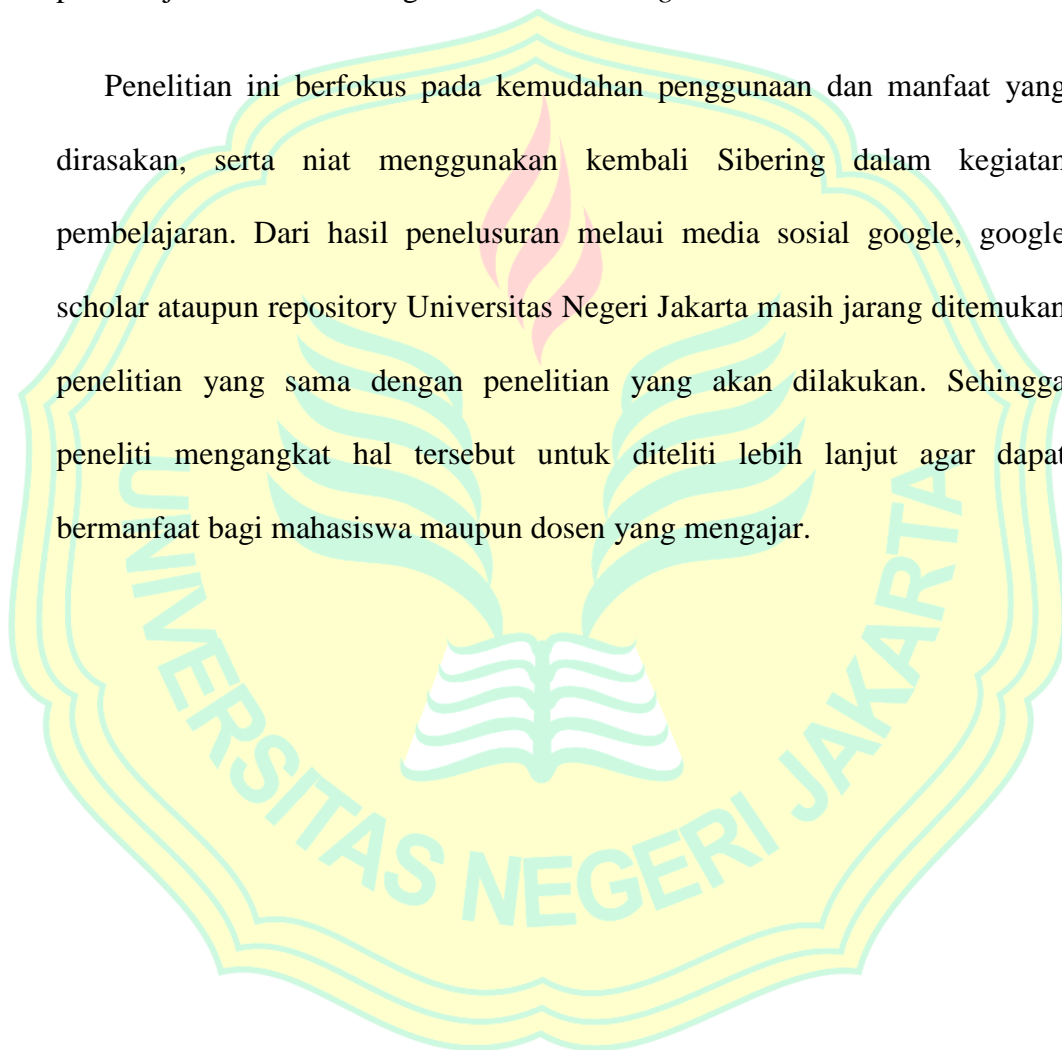 Penelitian ini berfokus pada kemudahan penggunaan dan manfaat yang
dirasakan, serta niat menggunakan kembali Sibering dalam kegiatan
pembelajaran. Dari hasil penelusuran melaui media sosial google, google
scholar ataupun repository Universitas Negeri Jakarta masih jarang ditemukan
penelitian yang sama dengan penelitian yang akan dilakukan. Sehingga
peneliti mengangkat hal tersebut untuk diteliti lebih lanjut agar dapat
bermanfaat bagi mahasiswa maupun dosen yang mengajar.
UNIVERSITAS NEGERI JAKARTA